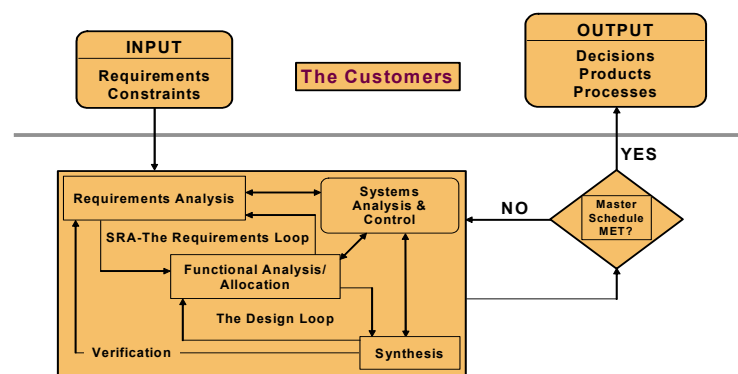 INPUT
Requirements
Constraints
The Customers
OUTPUT
Decisions
Products
Processes
YES
NO
Master
Schedule
MET?
Requirements Analysis
Systems
Analysis &
Control
SRA-The Requirements Loop
Functional Analysis/
Allocation
The Design Loop
Verification
Synthesis